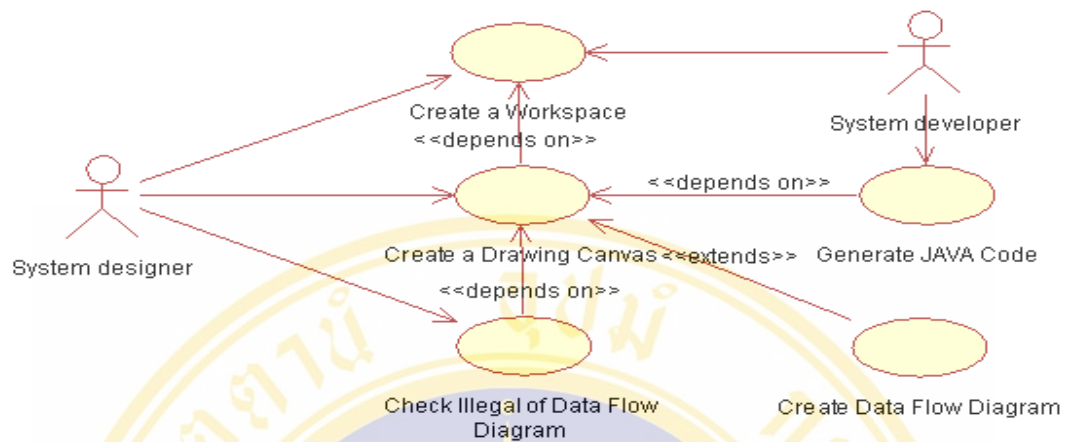 Create a Workspace
<<depends on>>
System developer
<<depends on>>
System designer
Create a Drawing Canvas
<<extends>>
Generate JAVA Code
<<depends on>>
Check Illegal of Data Flow
Diagram
Create Data Flow Diagram